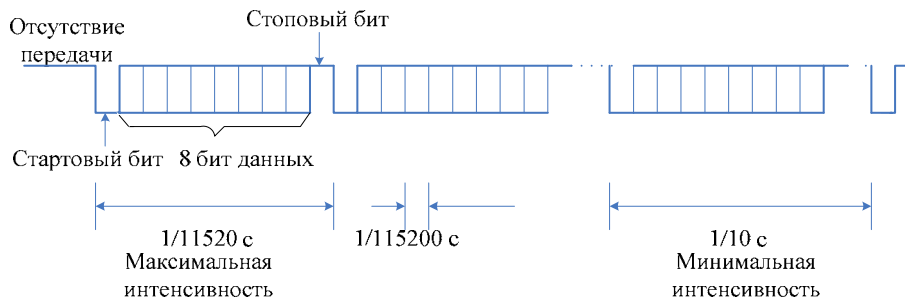 Стоповый бит
Отсутствие
передачи
Стартовый бит
8 бит данных
1/11520 с
Максимальная
интенсивность
1/115200 с
1/10 с
Минимальная
интенсивность